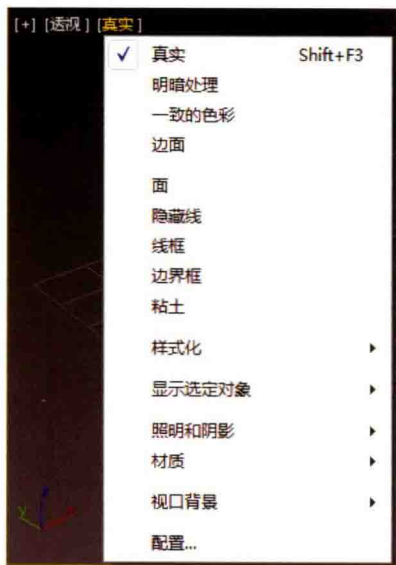 [+] [透视] [真实]
真实 Shift+F3
明暗处理
一致的色彩
边面
面
隐藏线
线框
边界框
粘土
样式化
显示选定对象
照明和阴影
材质
视口背景
配置...
y